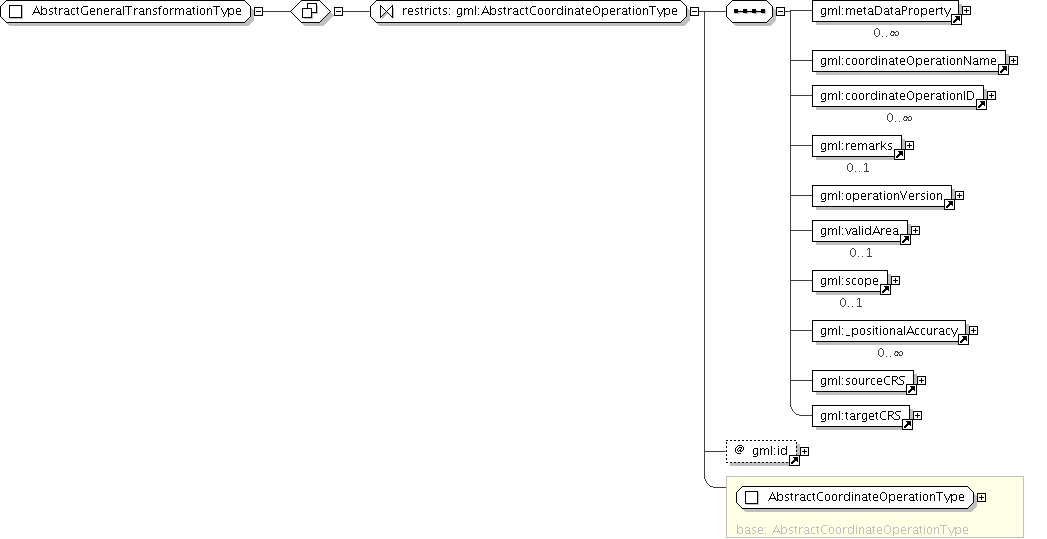 AbstractGeneralTransformationType
restricts: gml:AbstractCoordinateOperationType
gml:metaDataProperty
0..∞
gml:coordinateOperationName
gml:coordinateOperationID
0..∞
gml:remarks
0..1
gml:operationVersion
gml:validArea
0..1
gml:scope
0..1
gml:_positionalAccuracy
0..∞
gml:sourceCRS
gml:targetCRS
@ gml:id
AbstractCoordinateOperationType
base: AbstractCoordinateOperationType